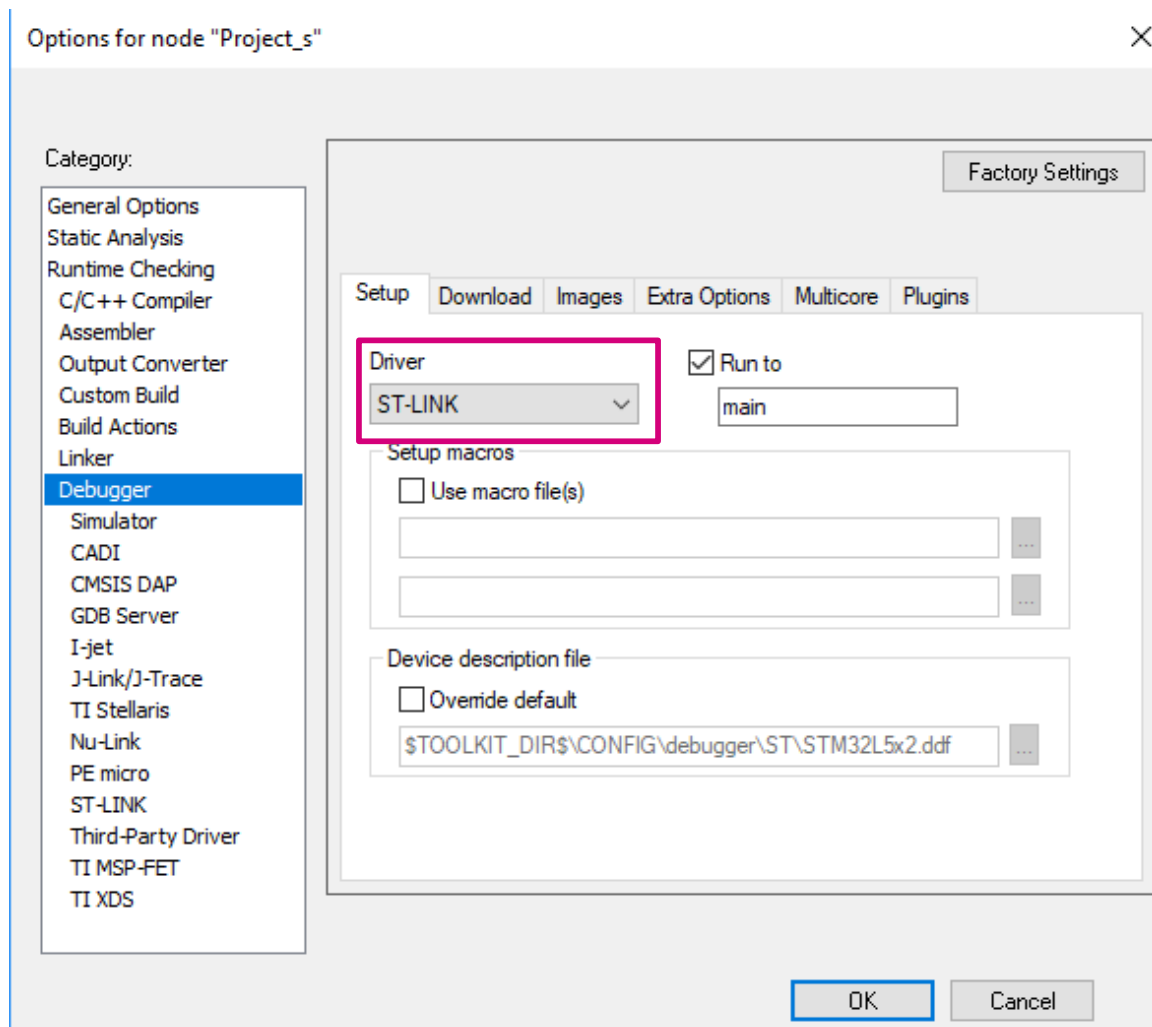 Options for node "Project_s"
Category:
General Options
Static Analysis
Runtime Checking
C/C++ Compiler
Assembler
Output Converter
Custom Build
Build Actions
Linker
Debugger
Simulator
CADI
CMSIS DAP
GDB Server
I-jet
J-Link/J-Trace
TI Stellaris
Nu-Link
PE micro
ST-LINK
Third-Party Driver
TI MSP-FET
TI XDS
Factory Settings
Setup Download Images Extra Options Multicore Plugins
Driver
ST-LINK
Run to
main
Setup macros
Use macro file(s)
...
...
Device description file
Override default
$TOOLKIT_DIR$\CONFIG\debugger\ST\STM32L5x2.ddf
...
OK Cancel